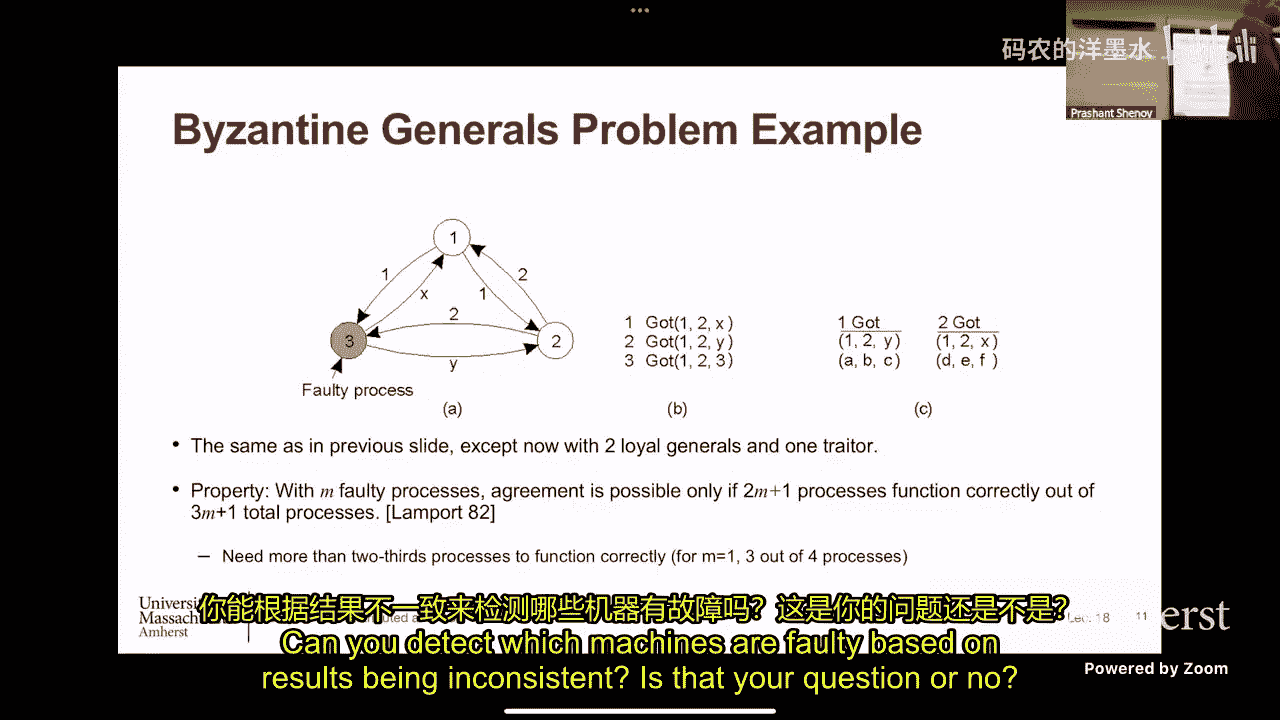 码农的洋墨水
Prashant Shenoy
Byzantine Generals Problem Example
1
1
x
2
1
2
3
2
y
Faulty process
(a)
1 Got(1, 2, x )
2 Got(1, 2, y )
3 Got(1, 2, 3 )
(b)
1 Got
(1, 2, y )
(a, b, c )
2 Got
(1, 2, x )
(d, e, f )
(c)
• The same as in previous slide, except now with 2 loyal generals and one traitor.
• Property: With m faulty processes, agreement is possible only if 2m+1 processes function correctly out of
3m+1 total processes. [Lamport 82]
– Need more than two-thirds processes to function correctly (for m=1, 3 out of 4 processes)
Massach
Amherst
18
11
erst
你能根据结果不一致来检测哪些机器有故障吗？这是你的问题还是不是？
Can you detect which machines are faulty based on
results being inconsistent? Is that your question or no?
Powered by Zoom